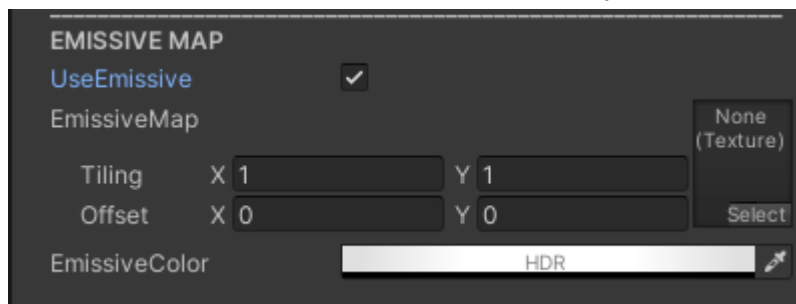 EMISSIVE MAP
UseEmissive
EmissiveMap
None
(Texture)
Tiling X 1 Y 1
Offset X 0 Y 0
Select
EmissiveColor
HDR